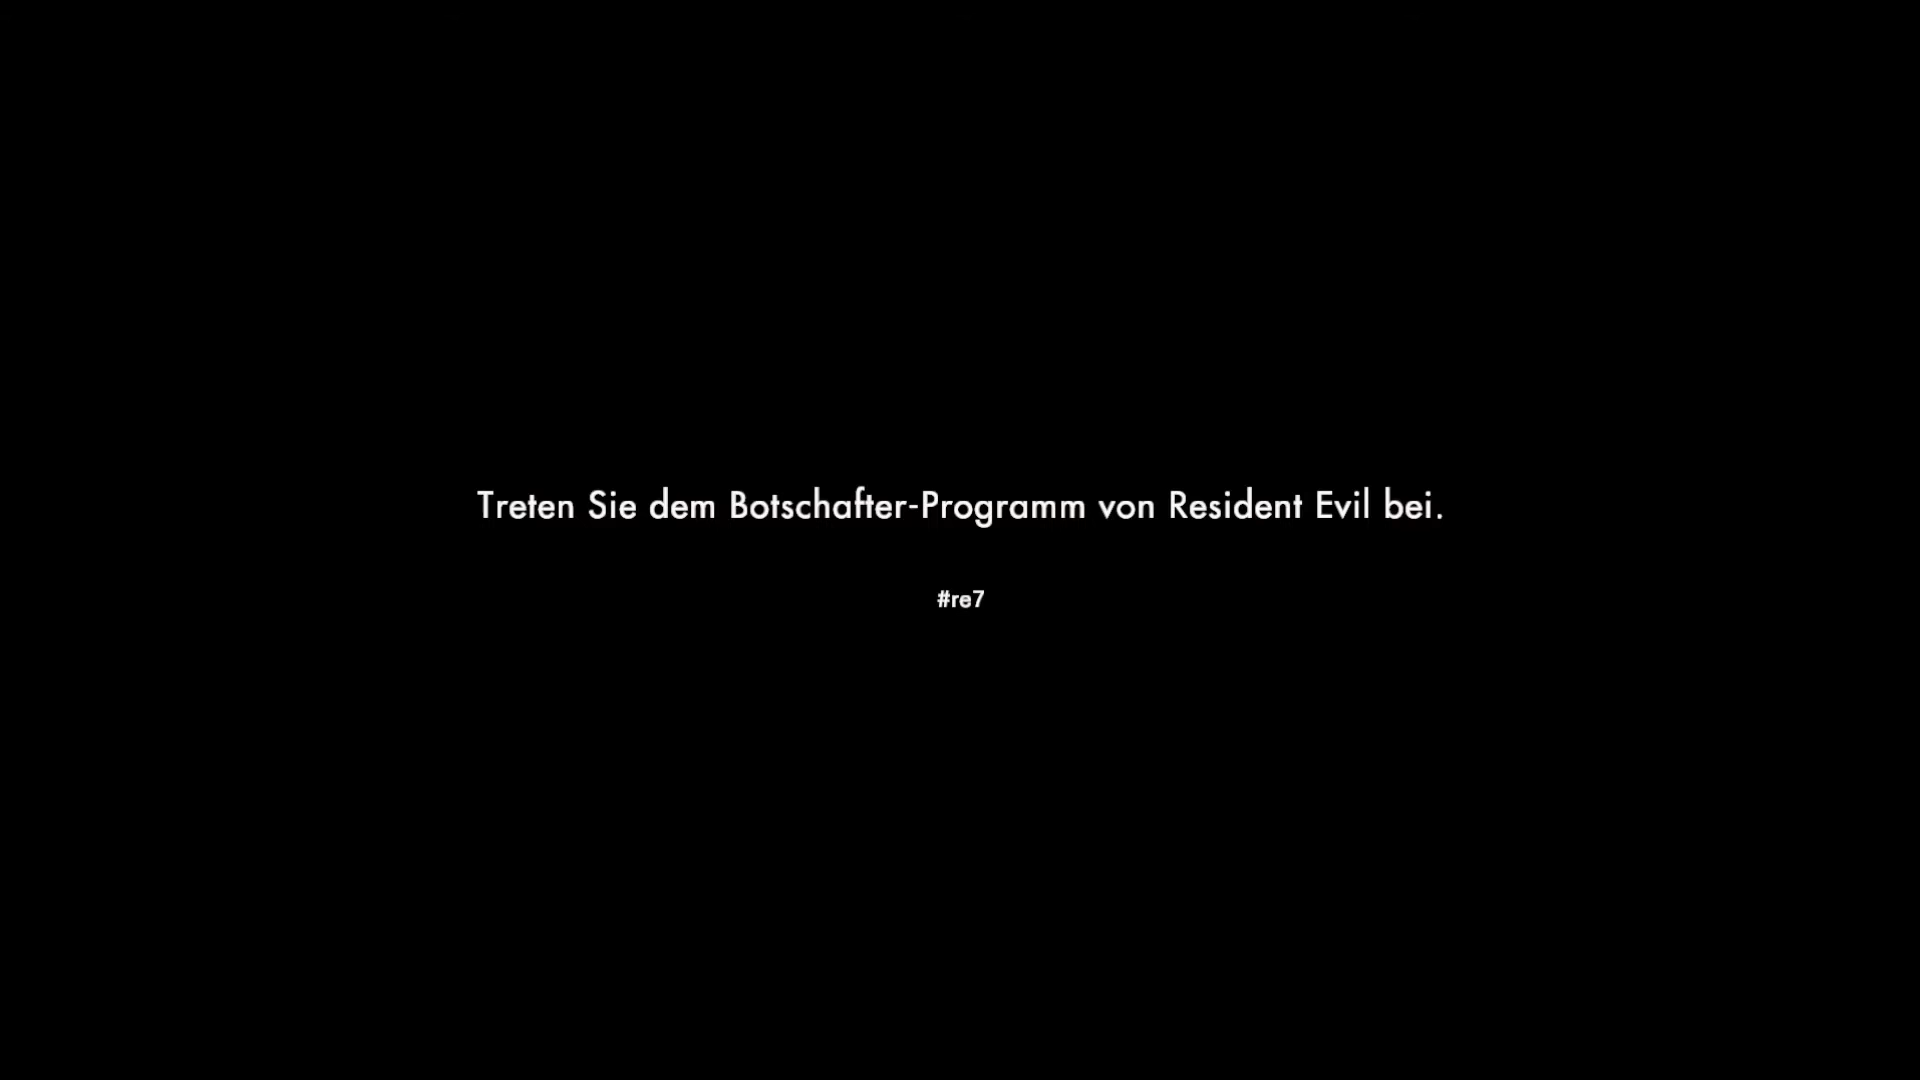 Treten Sie dem Botschafter-Programm von Resident Evil bei.
#re7